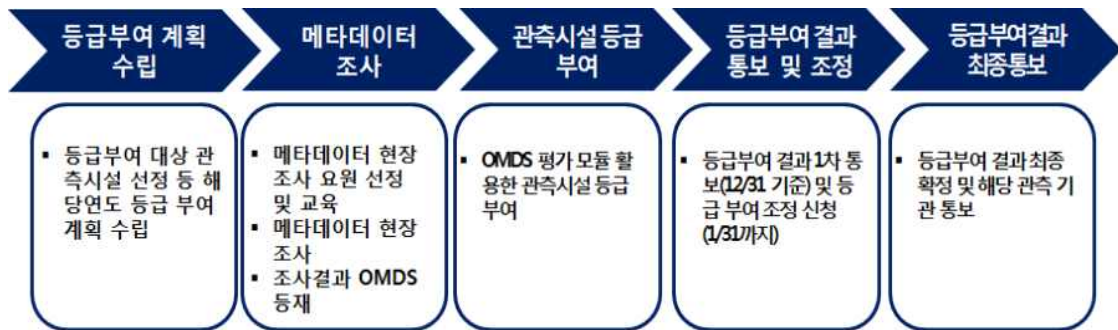 등급부여 계획
수립
메타데이터
조사
관측시설 등급
부여
등급부여 결과
통보 및 조정
등급부여 결과
최종통보
▪ 등급부여 대상 관
측시설 선정 등 해
당연도 등급 부여
계획 수립
▪ 메타데이터 현장
조사 요원 선정
및 교육
▪ 메타데이터 현장
조사
▪ 조사결과 OMDS
등재
▪ OMDS 평가 모듈 활
용한 관측시설 등급
부여
▪ 등급부여 결과 1차 통
보(12/31 기준) 및 등
급 부여 조정 신청
(1/31까지)
▪ 등급부여 결과 최종
확정 및 해당 관측 기
관 통보